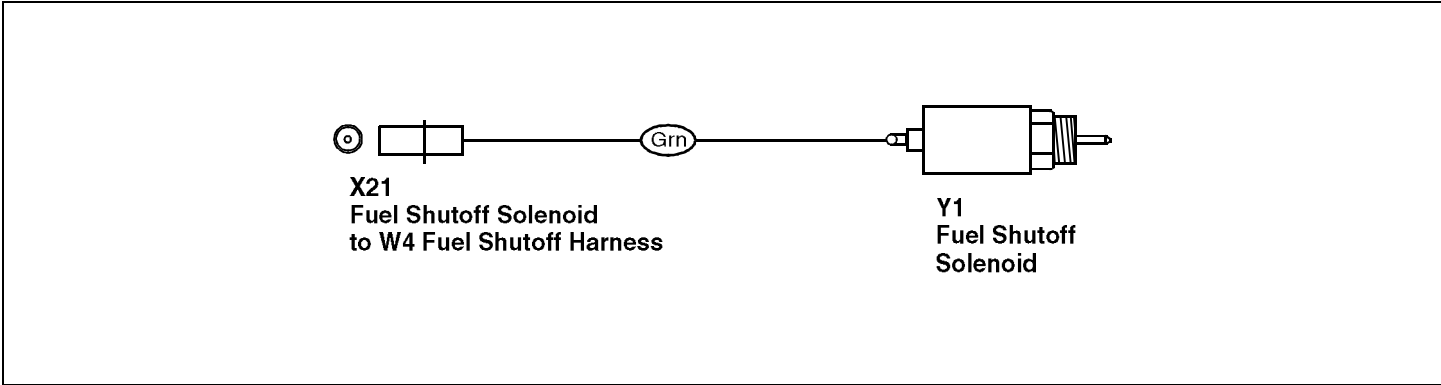 Grn
X21
Fuel Shutoff Solenoid
to W4 Fuel Shutoff Harness
Y1
Fuel Shutoff
Solenoid